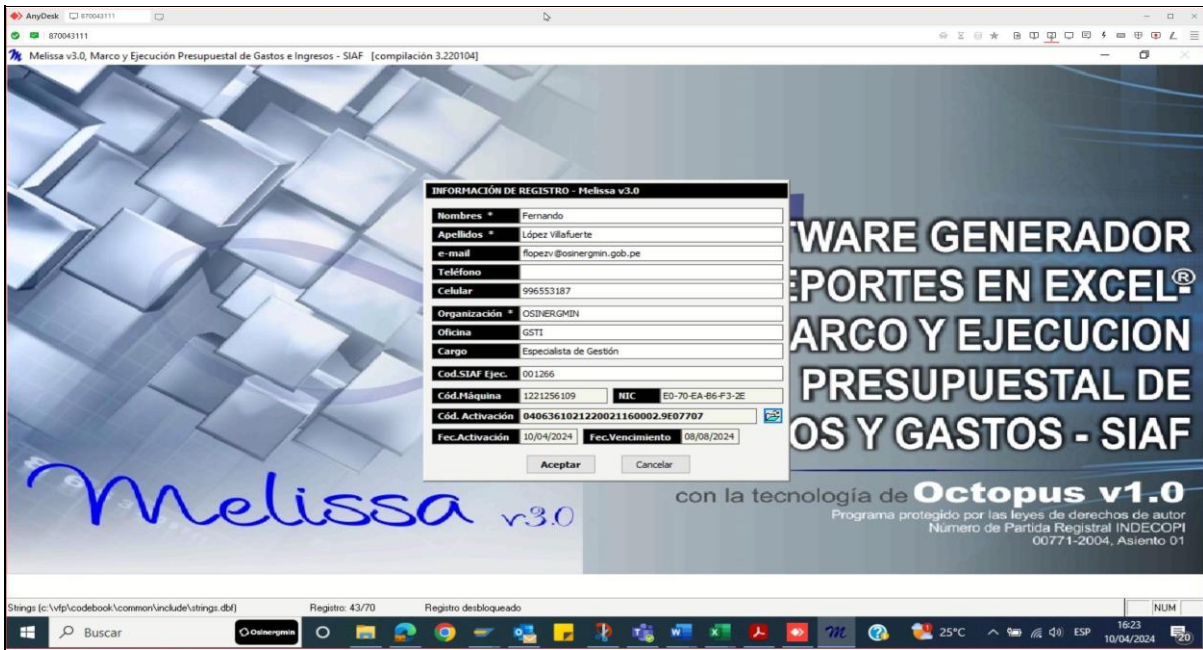 AnyDesk 870043111
870043111
Melissa v3.0, Marco y Ejecución Presupuestal de Gastos e Ingresos - SIAF [compilación 3.220104]
INFORMACIÓN DE REGISTRO - Melissa v3.0
Nombres * Fernando
Apellidos * López Villafuerte
e-mail flopezv@osinergmin.gob.pe
Teléfono
Celular 996553187
Organización * OSINERGMIN
Oficina GSTI
Cargo Especialista de Gestión
Cod.SIAF Ejec. 001266
Cód.Máquina 1221256109 NIC E0-70-EA-B6-F3-2E
Cód. Activación 0406361021220021160002.9E07707
Fec.Activación 10/04/2024 Fec.Vencimiento 08/08/2024
Aceptar Cancelar
TWARE GENERADOR
EPORTES EN EXCEL®
ARCO Y EJECUCION
PRESUPUESTAL DE
OS Y GASTOS - SIAF
Melissa v3.0
con la tecnología de Octopus v1.0
Programa protegido por las leyes de derechos de autor
Número de Partida Registral INDECOPI
00771-2004, Asiento 01
Strings (c:\vfp\codebook\common\include\strings.dbf) Registro: 43/70 Registro desbloqueado NUM
Buscar Osinergmin 25°C ESP 16:23
10/04/2024 20